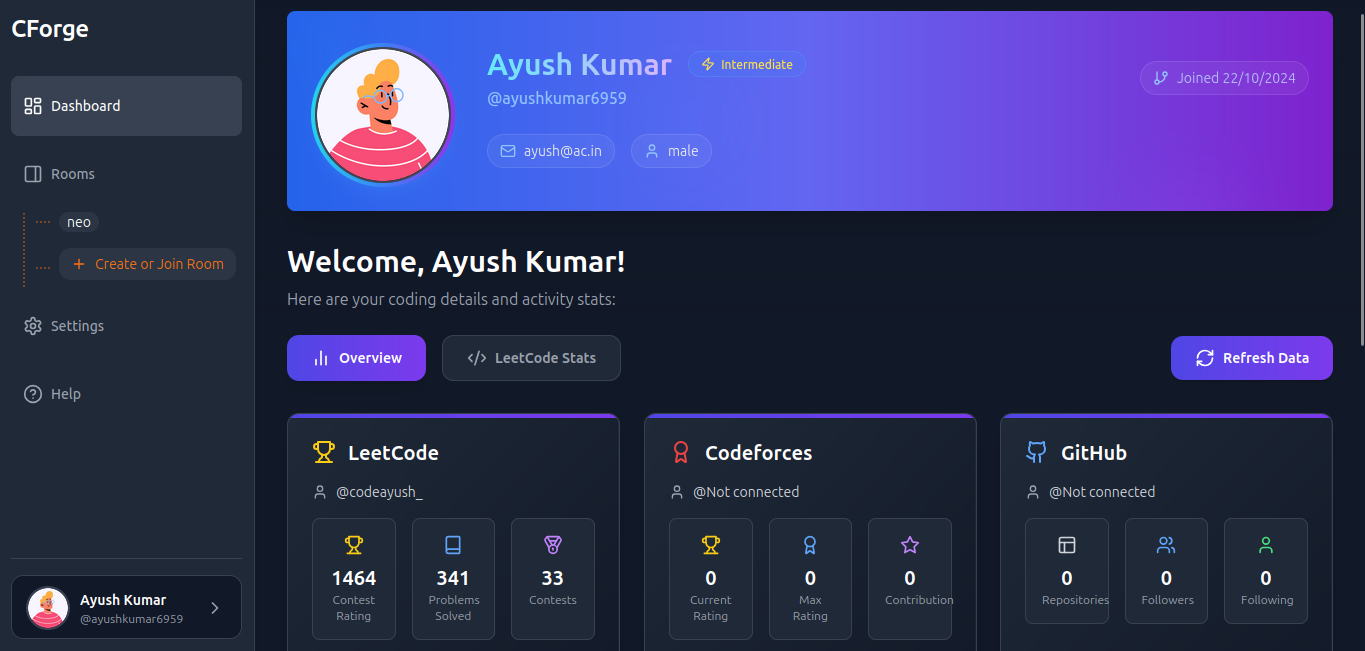 CForge
Dashboard
Rooms
neo
+ Create or Join Room
Settings
Help
Ayush Kumar
@ayushkumar6959
Ayush Kumar
Intermediate
@ayushkumar6959
ayush@ac.in
male
Joined 22/10/2024
Welcome, Ayush Kumar!
Here are your coding details and activity stats:
Overview
LeetCode Stats
Refresh Data
LeetCode
@codeayush_
1464
Contest
Rating
341
Problems
Solved
33
Contests
Codeforces
@Not connected
0
Current
Rating
0
Max
Rating
0
Contribution
GitHub
@Not connected
0
Repositories
0
Followers
0
Following